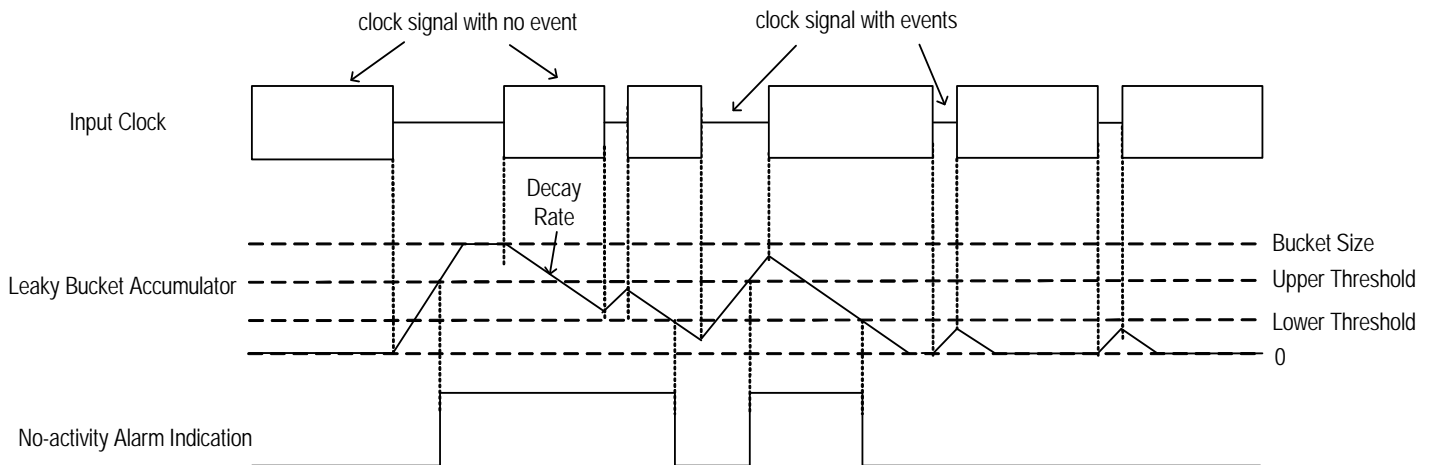 clock signal with no event
clock signal with events
Input Clock
Decay
Rate
Bucket Size
Leaky Bucket Accumulator
Upper Threshold
Lower Threshold
0
No-activity Alarm Indication